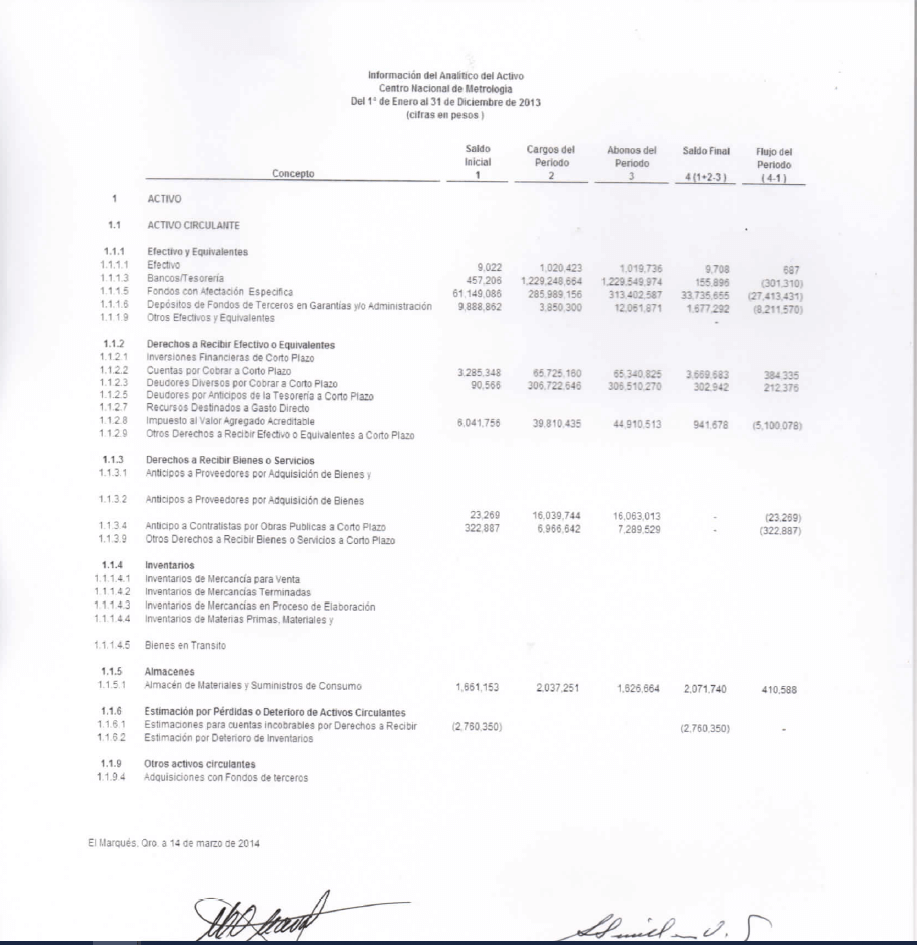 Información del Analítico del Activo
Centro Nacional de Metrología
Del 1° de Enero al 31 de Diciembre de 2013
(cifras en pesos )
Concepto Saldo Inicial 1 Cargos del Periodo 2 Abonos del Periodo 3 Saldo Final 4 (1+2-3 ) Flujo del Periodo ( 4-1 )
1 ACTIVO
1.1 ACTIVO CIRCULANTE
1.1.1 Efectivo y Equivalentes
1.1.1.1 Efectivo 9,022 1,020,423 1,019,736 9,708 687
1.1.1.3 Bancos/Tesorería 457,206 1,229,248,664 1,229,549,974 155,896 (301,310)
1.1.1.5 Fondos con Afectación Especifica 61,149,086 285,989,156 313,402,587 33,735,655 (27,413,431)
1.1.1.6 Depósitos de Fondos de Terceros en Garantías y/o Administración 9,888,862 3,850,300 12,061,871 1,677,292 (8,211,570)
1.1.1.9 Otros Efectivos y Equivalentes -
1.1.2 Derechos a Recibir Efectivo o Equivalentes
1.1.2.1 Inversiones Financieras de Corto Plazo
1.1.2.2 Cuentas por Cobrar a Corto Plazo 3,285,348 65,725,160 65,340,825 3,669,683 384,335
1.1.2.3 Deudores Diversos por Cobrar a Corto Plazo 90,566 306,722,646 306,510,270 302,942 212,376
1.1.2.5 Deudores por Anticipos de la Tesorería a Corto Plazo
1.1.2.7 Recursos Destinados a Gasto Directo
1.1.2.8 Impuesto al Valor Agregado Acreditable 6,041,756 39,810,435 44,910,513 941,678 (5,100,078)
1.1.2.9 Otros Derechos a Recibir Efectivo o Equivalentes a Corto Plazo
1.1.3 Derechos a Recibir Bienes o Servicios
1.1.3.1 Anticipos a Proveedores por Adquisición de Bienes y
1.1.3.2 Anticipos a Proveedores por Adquisición de Bienes
23,269 16,039,744 16,063,013 - (23,269)
1.1.3.4 Anticipo a Contratistas por Obras Publicas a Corto Plazo 322,887 6,966,642 7,289,529 - (322,887)
1.1.3.9 Otros Derechos a Recibir Bienes o Servicios a Corto Plazo
1.1.4 Inventarios
1.1.1.4.1 Inventarios de Mercancía para Venta
1.1.1.4.2 Inventarios de Mercancías Terminadas
1.1.1.4.3 Inventarios de Mercancías en Proceso de Elaboración
1.1.1.4.4 Inventarios de Materias Primas, Materiales y
1.1.1.4.5 Bienes en Transito
1.1.5 Almacenes
1.1.5.1 Almacén de Materiales y Suministros de Consumo 1,661,153 2,037,251 1,626,664 2,071,740 410,588
1.1.6 Estimación por Pérdidas o Deterioro de Activos Circulantes
1.1.6.1 Estimaciones para cuentas incobrables por Derechos a Recibir (2,760,350) (2,760,350) -
1.1.6.2 Estimación por Deterioro de Inventarios
1.1.9 Otros activos circulantes
1.1.9.4 Adquisiciones con Fondos de terceros
El Marqués, Qro. a 14 de marzo de 2014